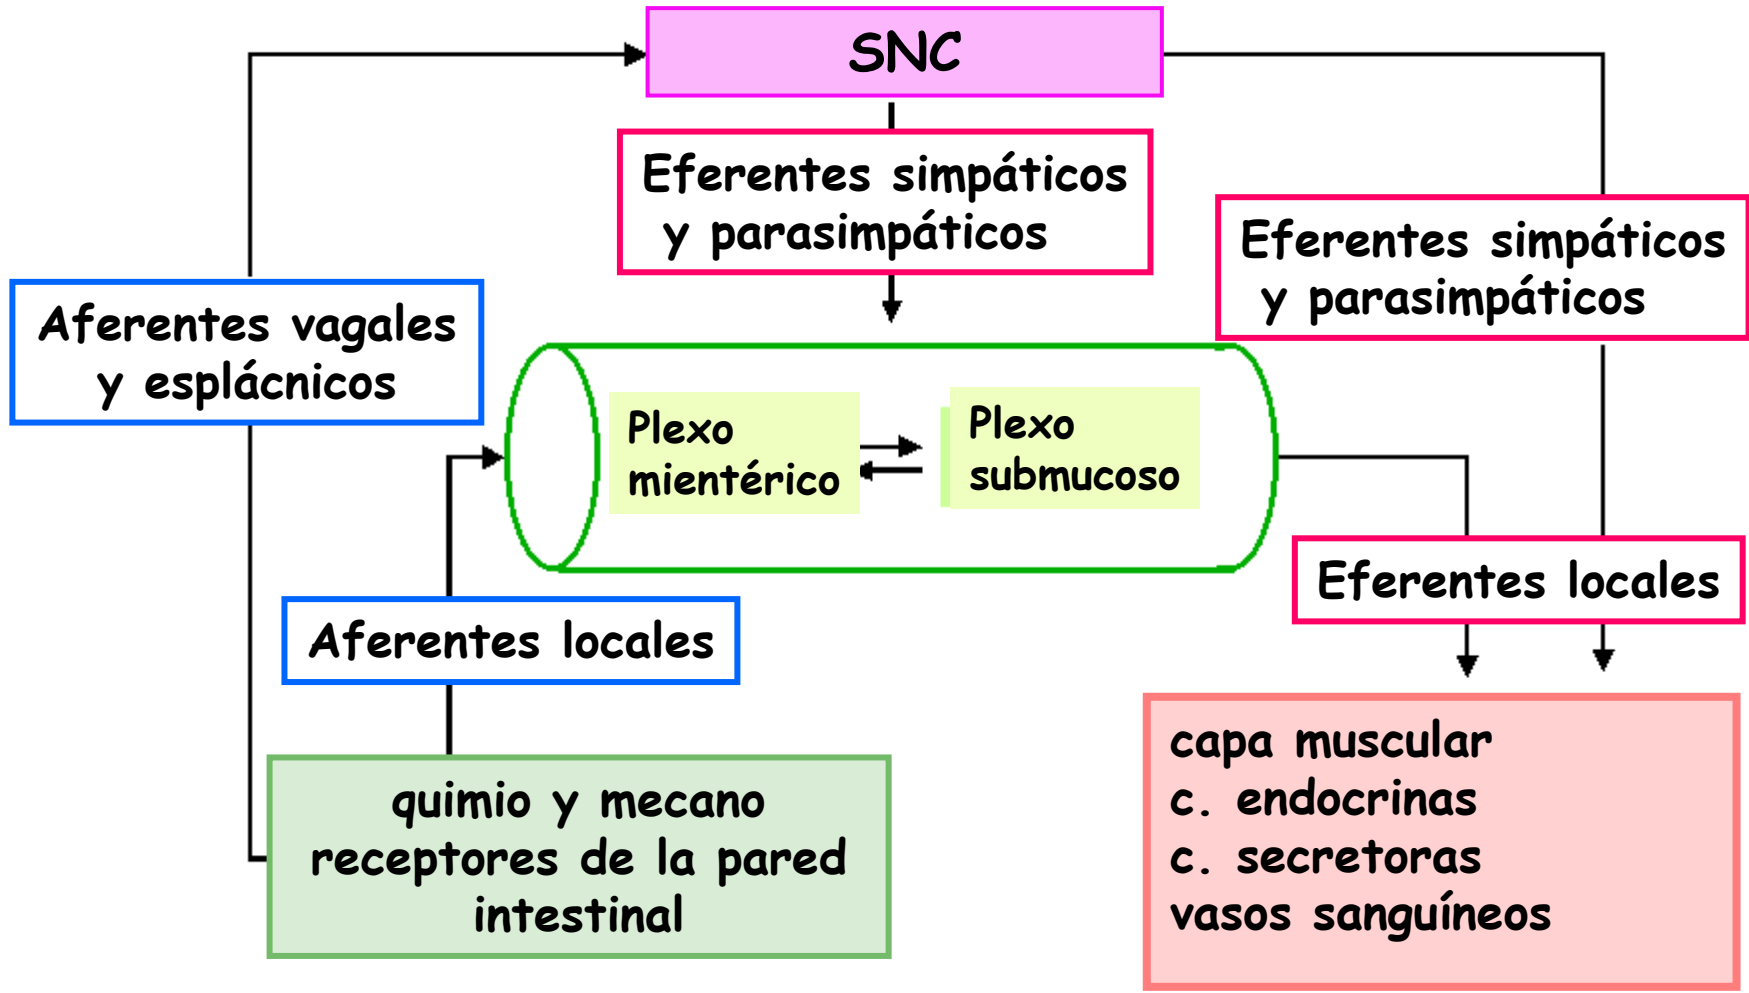 SNC
Eferentes simpáticos
y parasimpáticos
Eferentes simpáticos
y parasimpáticos
Aferentes vagales
y esplácnicos
Plexo
mientérico
Plexo
submucoso
Eferentes locales
Aferentes locales
capa muscular
c. endocrinas
c. secretoras
vasos sanguíneos
quimio y mecano
receptores de la pared
intestinal